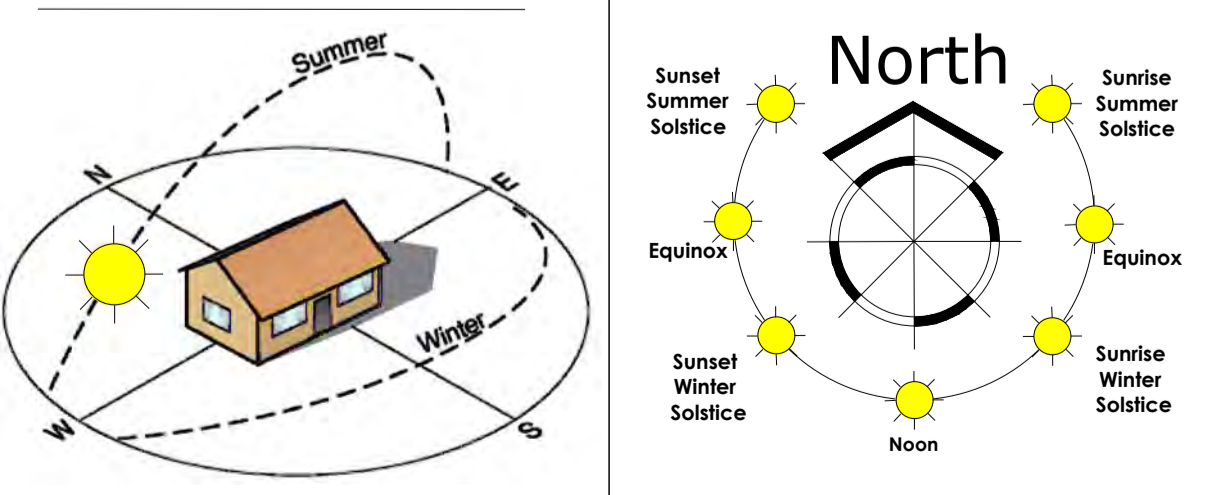 Summer
N
E
Winter
W
S
North
Sunset
Summer
Solstice
Sunrise
Summer
Solstice
Equinox
Equinox
Sunset
Winter
Solstice
Sunrise
Winter
Solstice
Noon